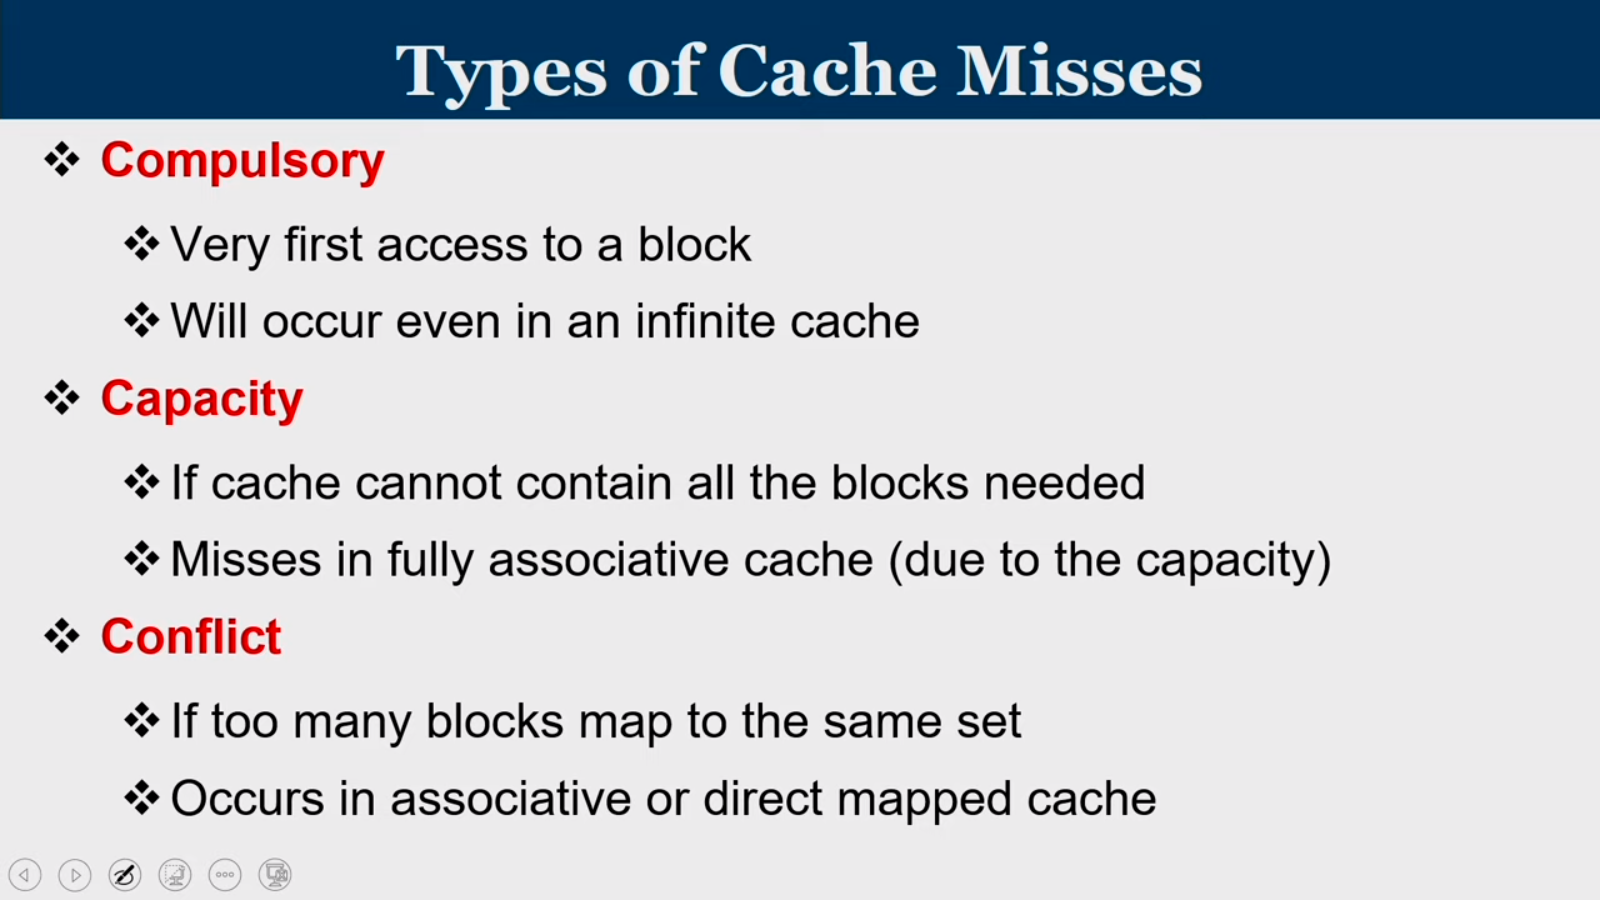 Types of Cache Misses
❖ Compulsory
❖ Very first access to a block
❖ Will occur even in an infinite cache
❖ Capacity
❖ If cache cannot contain all the blocks needed
❖ Misses in fully associative cache (due to the capacity)
❖ Conflict
❖ If too many blocks map to the same set
❖ Occurs in associative or direct mapped cache